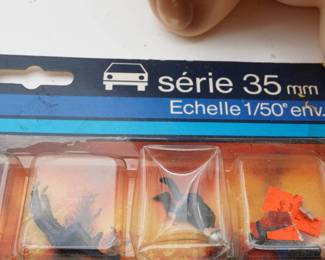 série 35 mm
Echelle 1/50e env.